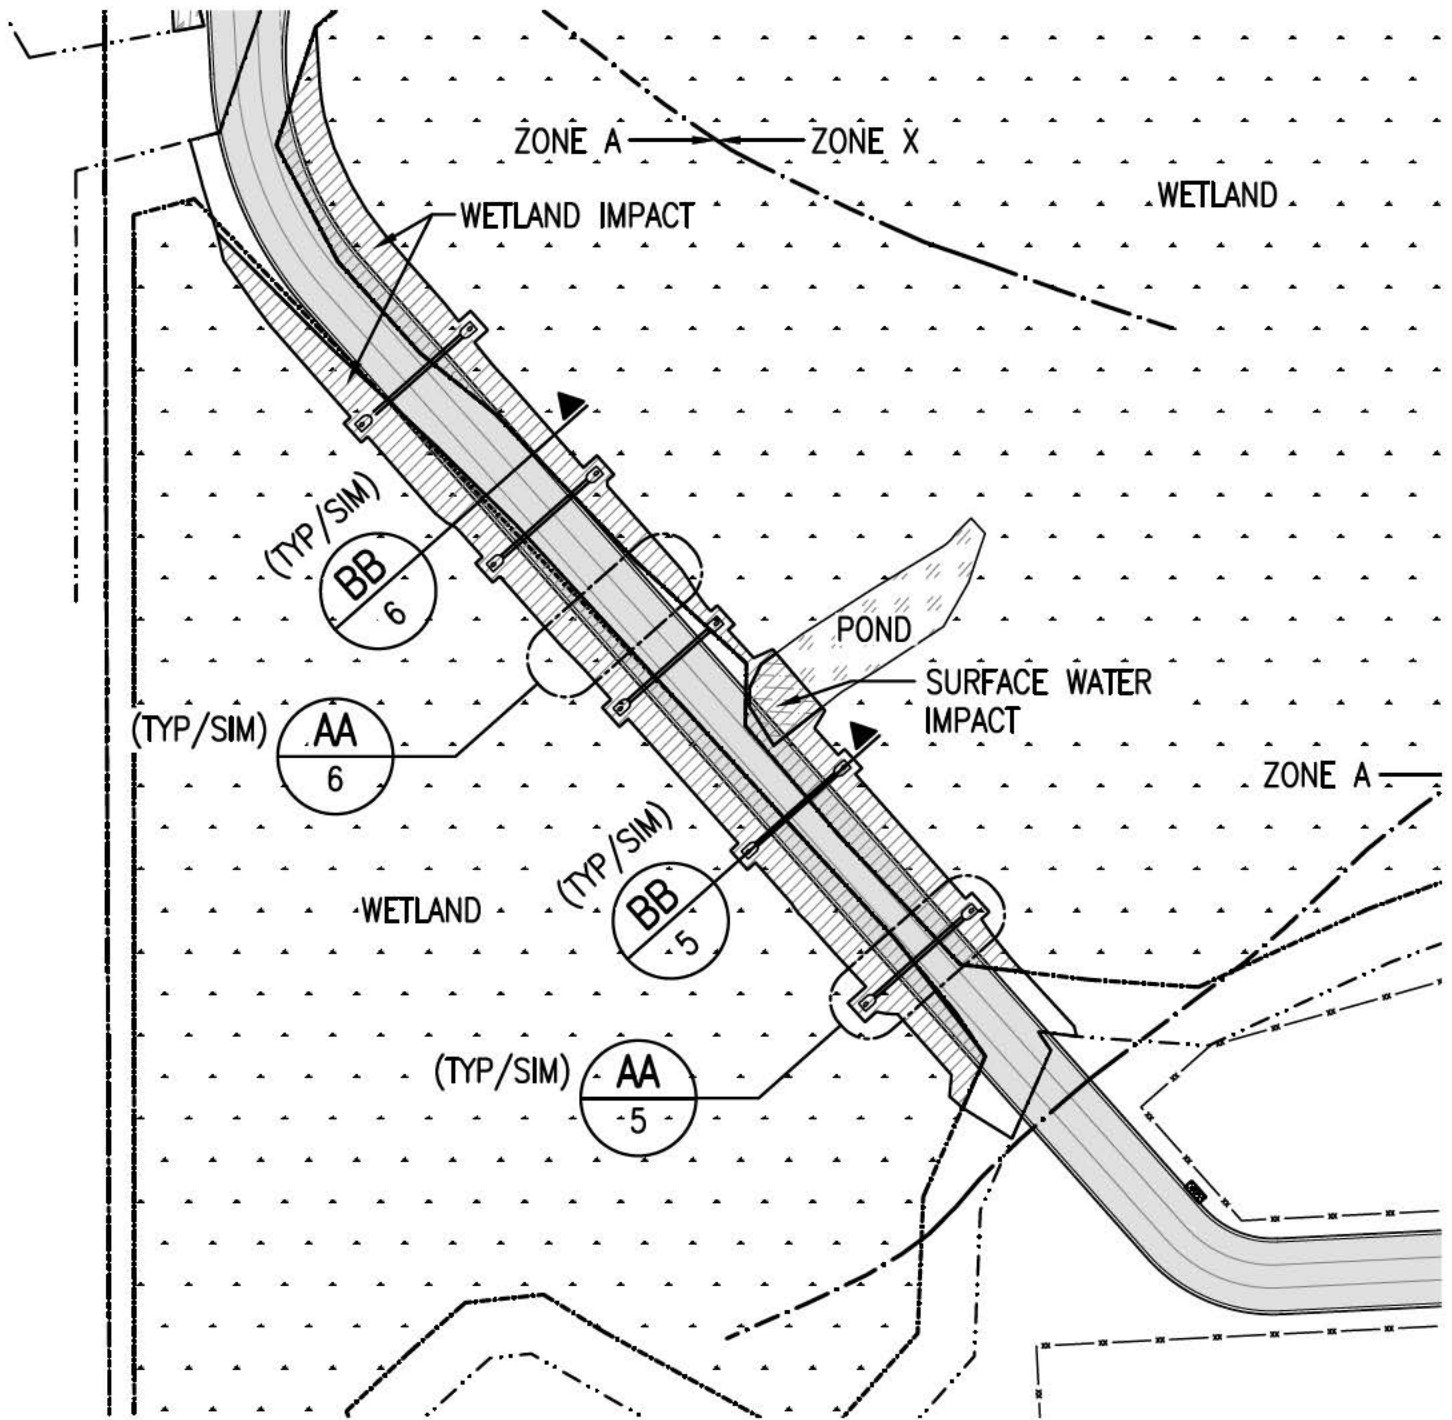 ZONE A
ZONE X
WETLAND
WETLAND IMPACT
(TYP/SIM)
BB
6
POND
SURFACE WATER
IMPACT
(TYP/SIM)
AA
6
ZONE A
(TYP/SIM)
BB
5
WETLAND
(TYP/SIM)
AA
5